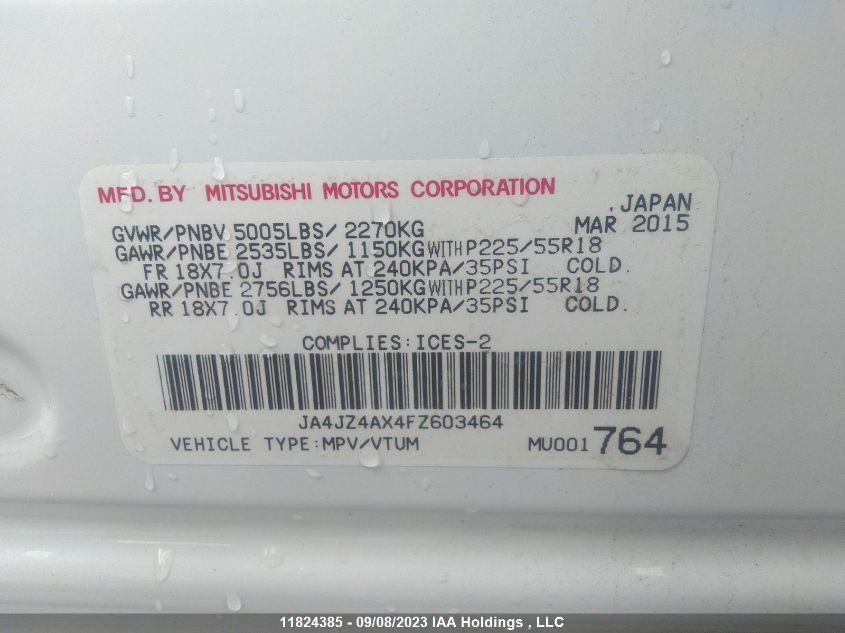 MFD. BY MITSUBISHI MOTORS CORPORATION
.JAPAN
GVWR/PNBV 5005LBS/ 2270KG MAR 2015
GAWR/PNBE 2535LBS/ 1150KG WITH P225/55R18
FR 18X7.0J RIMS AT 240KPA/35PSI COLD.
GAWR/PNBE 2756LBS/ 1250KG WITH P225/55R18
RR 18X7.0J RIMS AT 240KPA/35PSI COLD.
COMPLIES:ICES-2
JA4JZ4AX4FZ603464
VEHICLE TYPE:MPV/VTUM MU001 764
11824385 - 09/08/2023 IAA Holdings , LLC